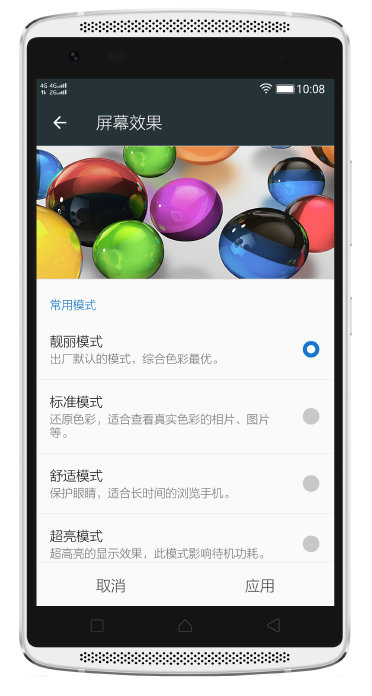 4G 4G 10:08
1k 2G
屏幕效果
常用模式
靓丽模式
出厂默认的模式，综合色彩最优。
标准模式
还原色彩，适合查看真实色彩的相片、图片
等。
舒适模式
保护眼睛，适合长时间的浏览手机。
超亮模式
超高亮的显示效果，此模式影响待机功耗。
取消 应用